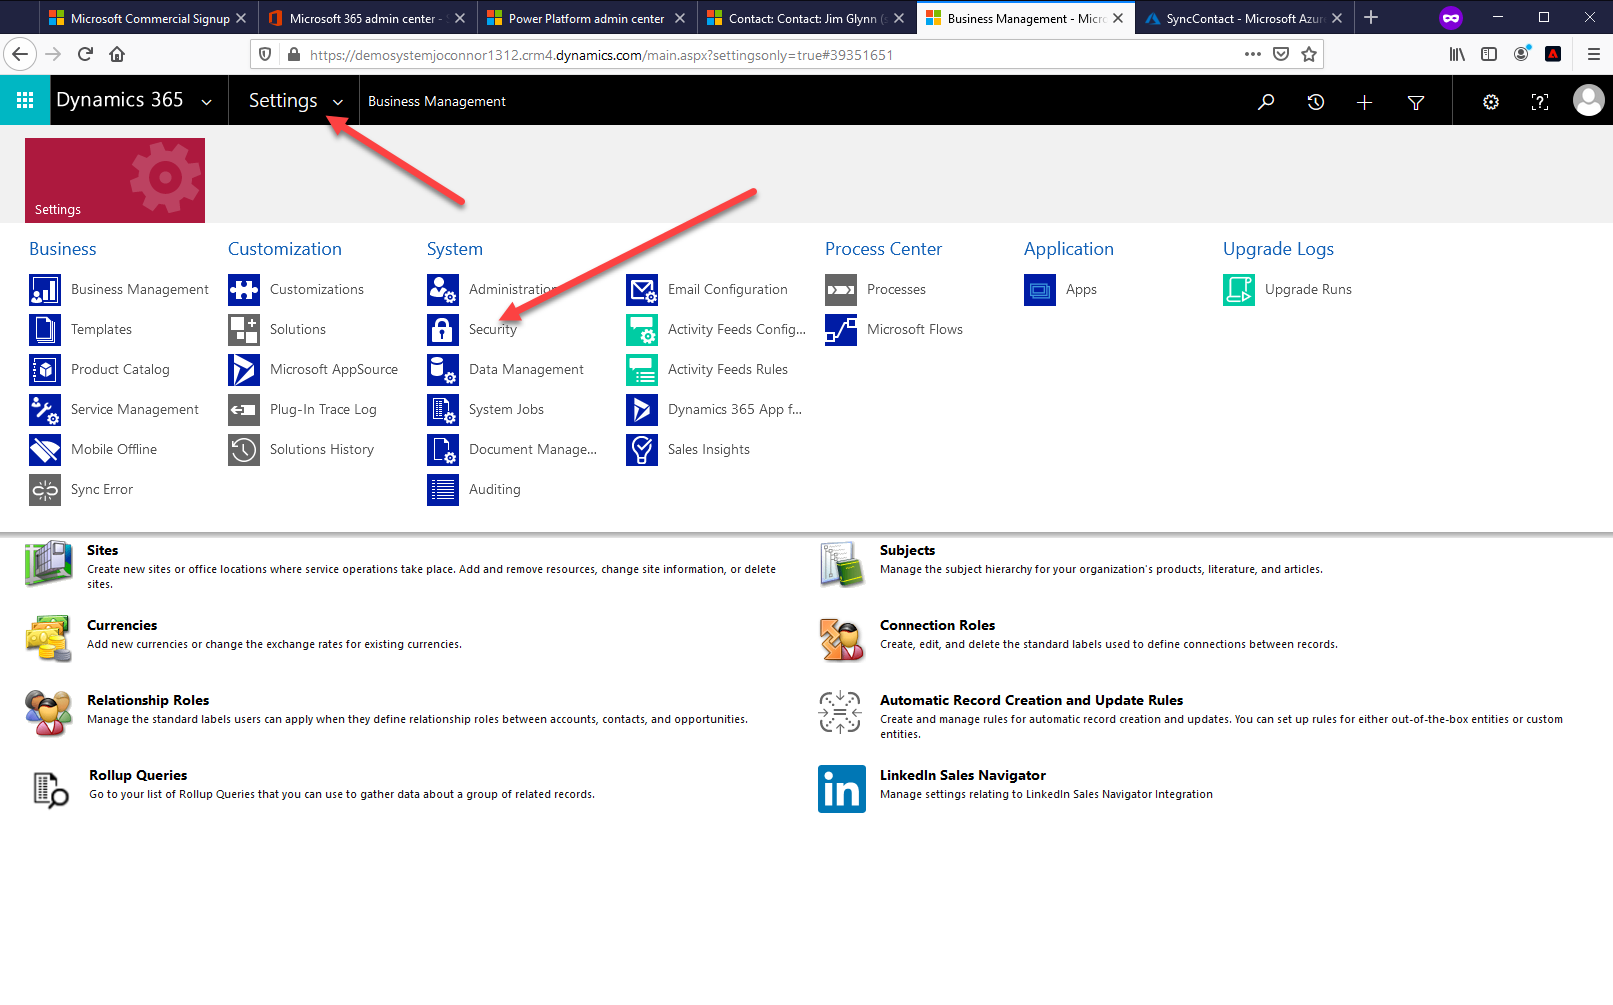 Microsoft Commercial Signup
Microsoft 365 admin center -
Power Platform admin center
Contact: Contact: Jim Glynn (s
Business Management - Micro
SyncContact - Microsoft Azure
https://demosystemjoconnor1312.crm4.dynamics.com/main.aspx?settingsonly=true#39351651
Dynamics 365
Settings
Business Management
Settings
Business
Business Management
Templates
Product Catalog
Service Management
Mobile Offline
Sync Error
Customization
Customizations
Solutions
Microsoft AppSource
Plug-In Trace Log
Solutions History
System
Administration
Security
Data Management
System Jobs
Document Manage...
Auditing
Email Configuration
Activity Feeds Config...
Activity Feeds Rules
Dynamics 365 App f...
Sales Insights
Process Center
Processes
Microsoft Flows
Application
Apps
Upgrade Logs
Upgrade Runs
Sites
Create new sites or office locations where service operations take place. Add and remove resources, change site information, or delete
sites.
Subjects
Manage the subject hierarchy for your organization's products, literature, and articles.
Currencies
Add new currencies or change the exchange rates for existing currencies.
Connection Roles
Create, edit, and delete the standard labels used to define connections between records.
Relationship Roles
Manage the standard labels users can apply when they define relationship roles between accounts, contacts, and opportunities.
Automatic Record Creation and Update Rules
Create and manage rules for automatic record creation and updates. You can set up rules for either out-of-the-box entities or custom
entities.
Rollup Queries
Go to your list of Rollup Queries that you can use to gather data about a group of related records.
LinkedIn Sales Navigator
Manage settings relating to LinkedIn Sales Navigator Integration